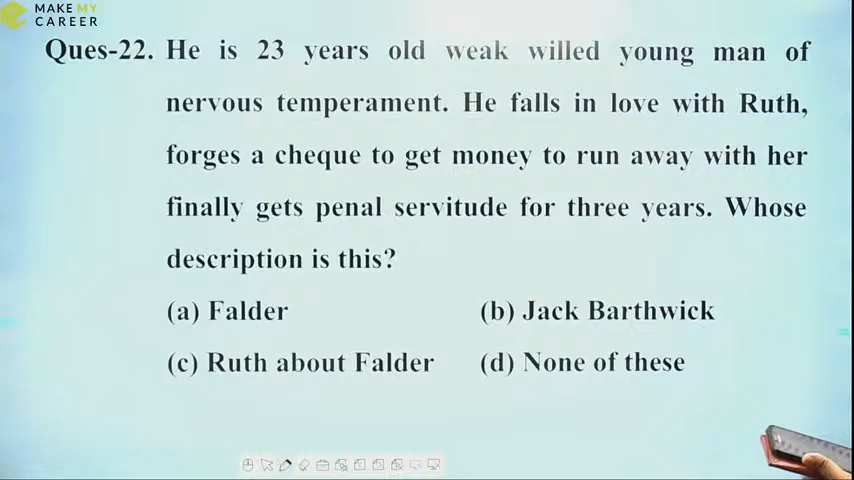 MAKE MY
CAREER
Ques-22. He is 23 years old weak willed young man of
nervous temperament. He falls in love with Ruth,
forges a cheque to get money to run away with her
finally gets penal servitude for three years. Whose
description is this?
(a) Falder (b) Jack Barthwick
(c) Ruth about Falder (d) None of these